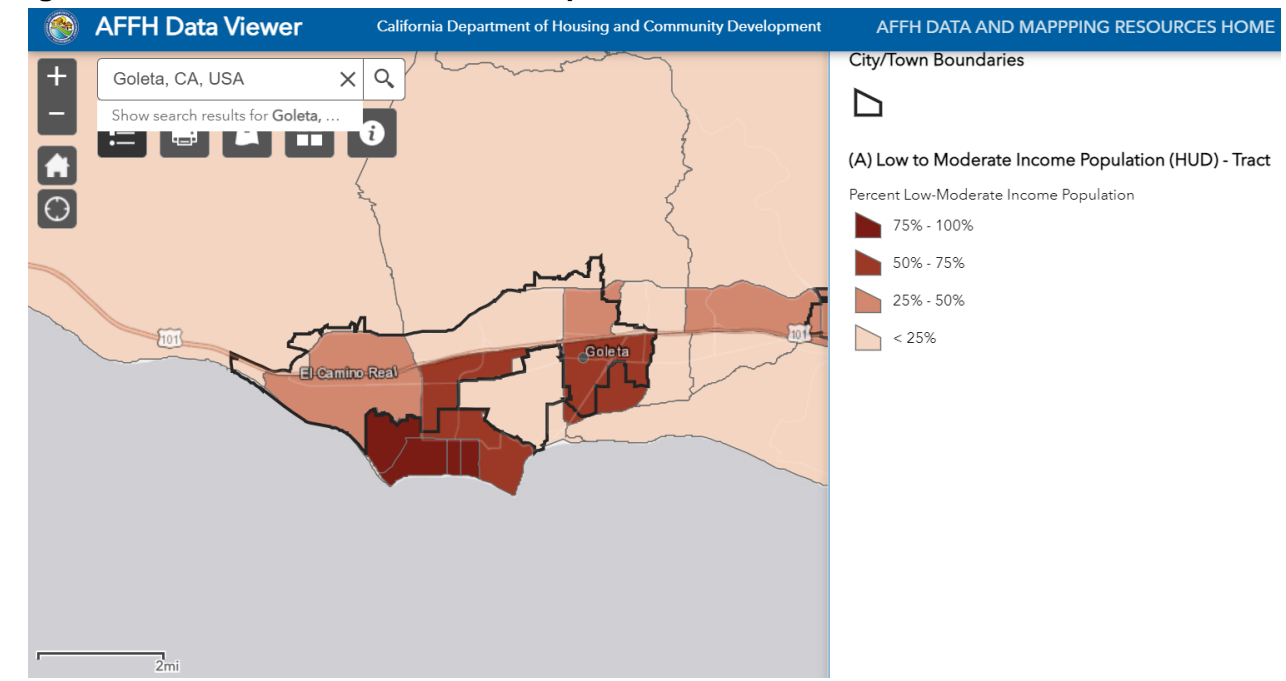 AFFH Data Viewer
California Department of Housing and Community Development
AFFH DATA AND MAPPPING RESOURCES HOME
Goleta, CA, USA
Show search results for Goleta, ...
City/Town Boundaries
(A) Low to Moderate Income Population (HUD) - Tract
Percent Low-Moderate Income Population
75% - 100%
50% - 75%
25% - 50%
< 25%
101
101
Goleta
El Camino Real
2mi